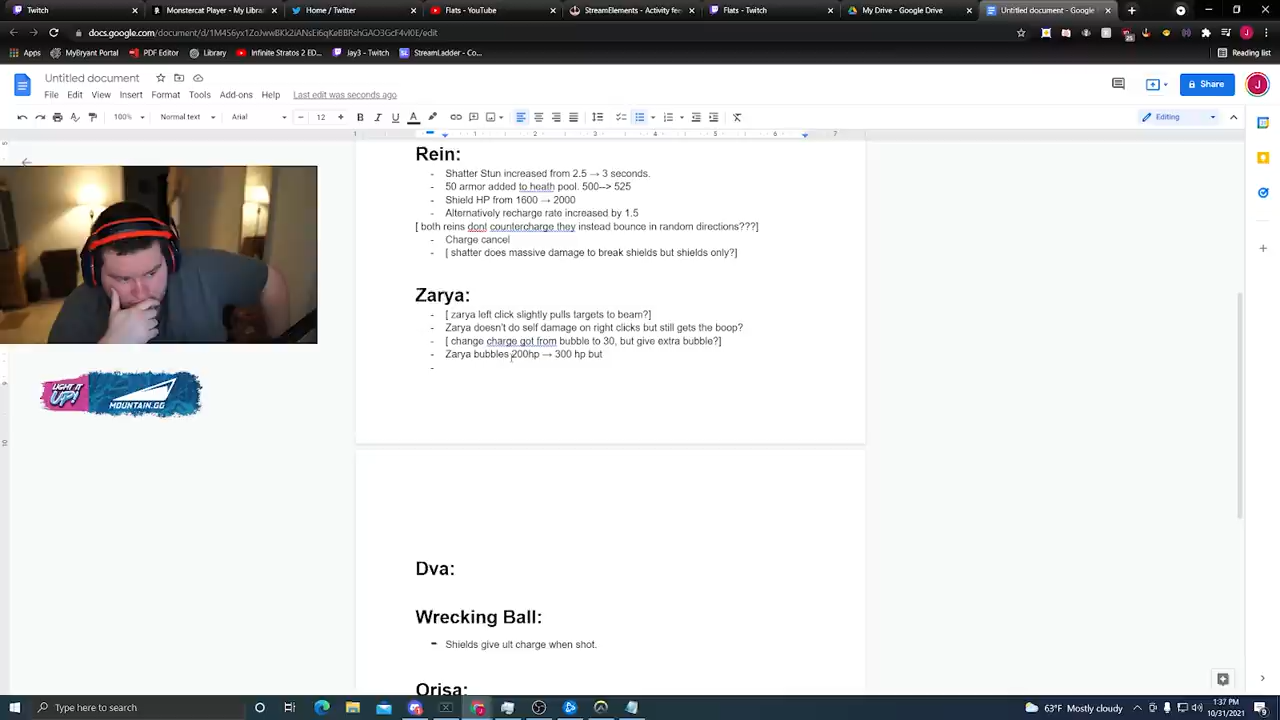 Twitch
Monstercat - My Libra
Home / Twitter
Flats - YouTube
StreamElements - Activity fee
Flats - Twitch
My Drive - Google Drive
Untitled document - Google
docs.google.com/document/d/
Apps
MyBryant Portal
PDF Editor
Library
Infinite Stratos 2 ED...
Jay3 - Twitch
StreamLadder - Co...
Reading list
Untitled document
File Edit View Insert Format Tools Add-ons Help Last edit was seconds ago
Share
J
100% Normal text Arial 12 B I U A
Editing
Rein:
- Shatter Stun increased from 2.5 → 3 seconds.
- 50 armor added to heath pool. 500--> 525
- Shield HP from 1600 → 2000
- Alternatively recharge rate increased by 1.5
[ both reins dont countercharge they instead bounce in random directions???]
- Charge cancel
- [ shatter does massive damage to break shields but shields only?]
Zarya:
- [ zarya left click slightly pulls targets to beam?]
- Zarya doesn't do self damage on right clicks but still gets the boop?
- [ change charge got from bubble to 30, but give extra bubble?]
- Zarya bubbles 200hp → 300 hp but
-
LIGHT IT UP!
MOUNTAIN.GG
Dva:
Wrecking Ball:
- Shields give ult charge when shot.
Orisa:
Type here to search
63°F Mostly cloudy
1:37 PM
10/31/2021